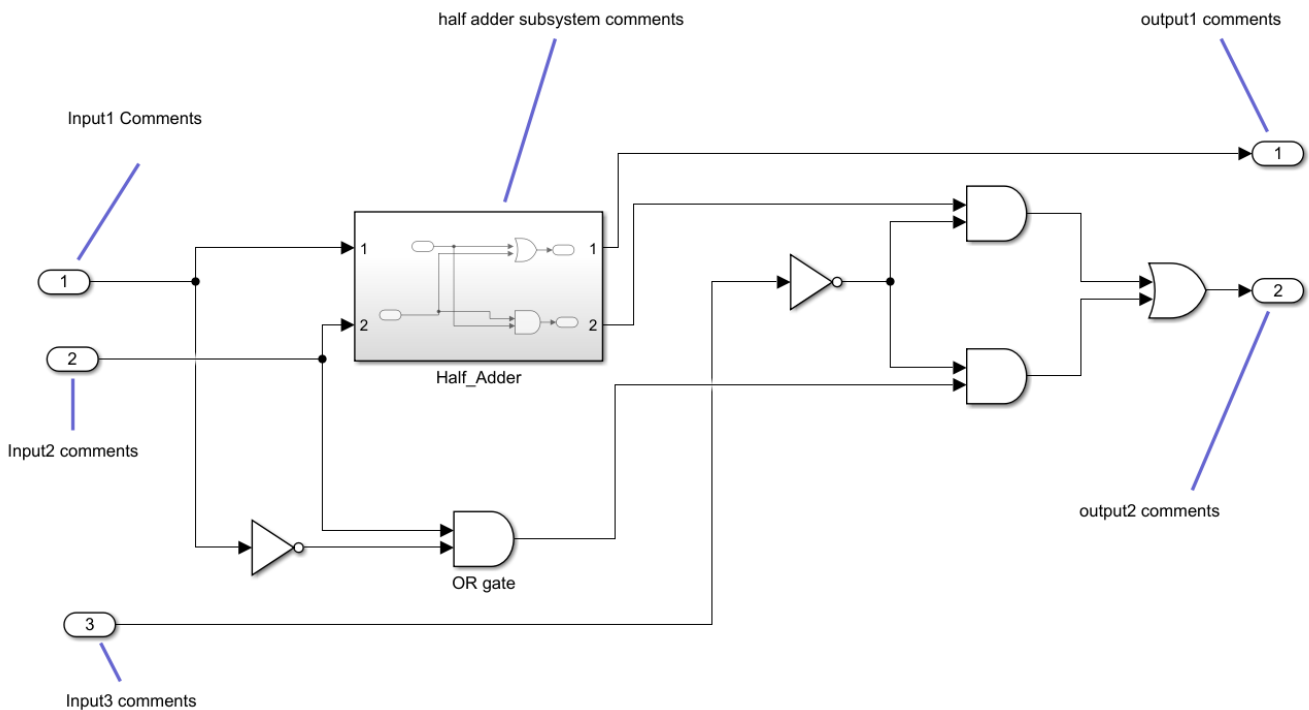 half adder subsystem comments
output1 comments
Input1 Comments
1
1
1
1
2
2
2
2
Half_Adder
Input2 comments
output2 comments
OR gate
3
Input3 comments